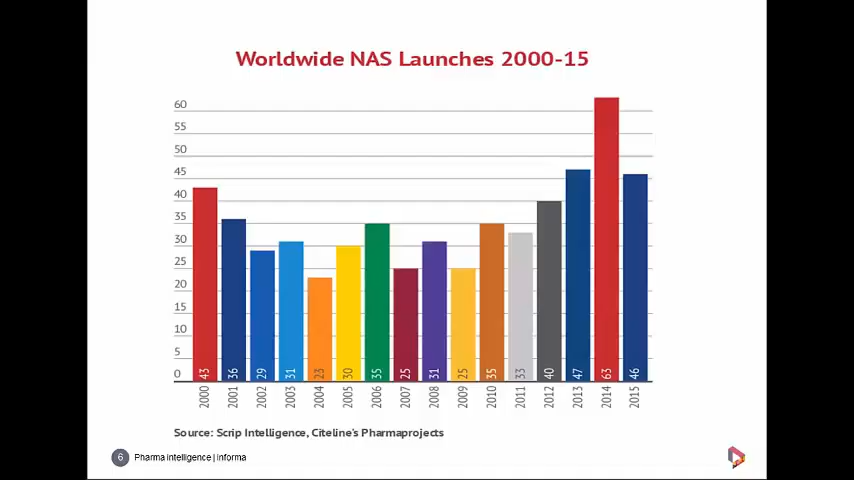 Worldwide NAS Launches 2000-15
60
55
50
45
40
35
30
25
20
15
10
5
0
43 36 29 31 23 30 35 25 31 25 35 33 40 47 63 46
2000 2001 2002 2003 2004 2005 2006 2007 2008 2009 2010 2011 2012 2013 2014 2015
Source: Scrip Intelligence, Citeline's Pharmaprojects
6 Pharma intelligence | informa